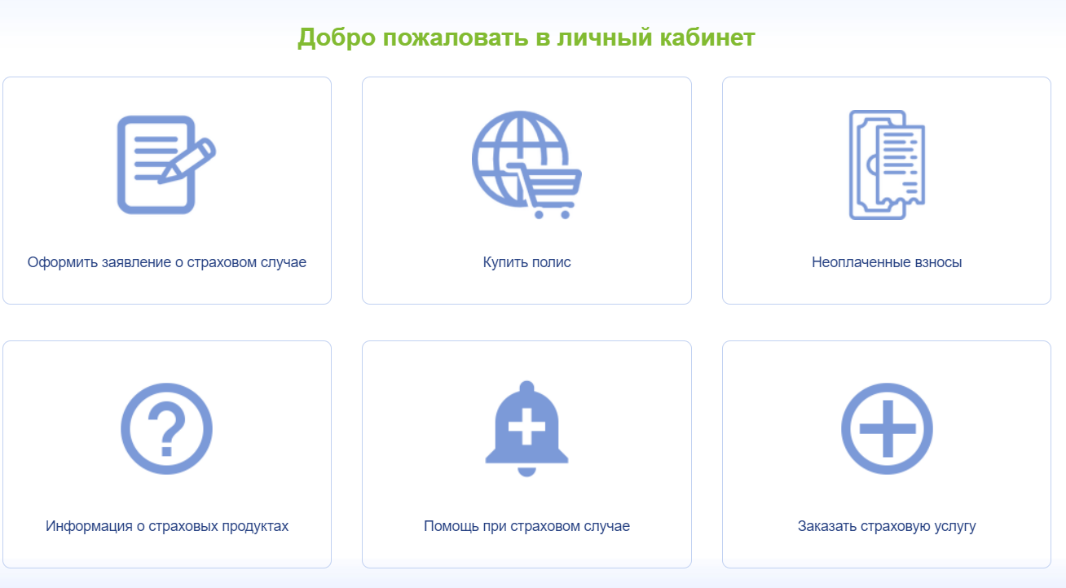 Добро пожаловать в личный кабинет
Оформить заявление о страховом случае
Купить полис
Неоплаченные взносы
Информация о страховых продуктах
Помощь при страховом случае
Заказать страховую услугу